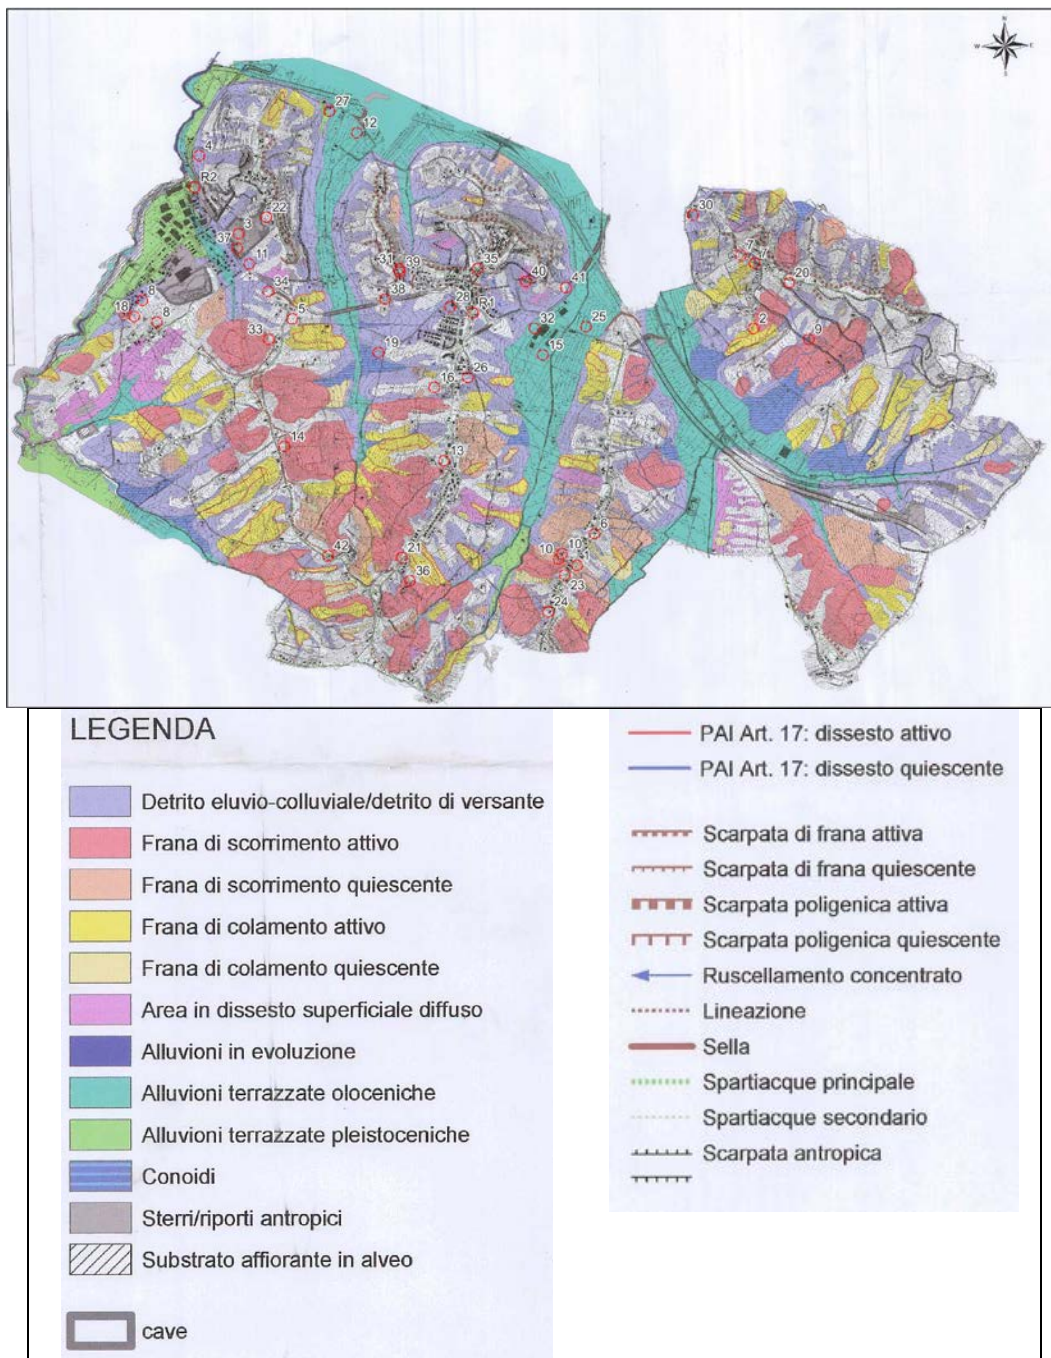 N
W E
S
27
12
4
R2
22
3
37
11
34
8
18
8
5
33
31 39
35
40
41
38
28
R1
32
25
15
19
16
26
14
13
42
21
36
6
10
10
23
24
30
7
7
20
2
9
LEGENDA
Detrito eluvio-colluviale/detrito di versante
Frana di scorrimento attivo
Frana di scorrimento quiescente
Frana di colamento attivo
Frana di colamento quiescente
Area in dissesto superficiale diffuso
Alluvioni in evoluzione
Alluvioni terrazzate oloceniche
Alluvioni terrazzate pleistoceniche
Conoidi
Sterri/riporti antropici
Substrato affiorante in alveo
cave
PAI Art. 17: dissesto attivo
PAI Art. 17: dissesto quiescente
Scarpata di frana attiva
Scarpata di frana quiescente
Scarpata poligenica attiva
Scarpata poligenica quiescente
Ruscellamento concentrato
Lineazione
Sella
Spartiacque principale
Spartiacque secondario
Scarpata antropica